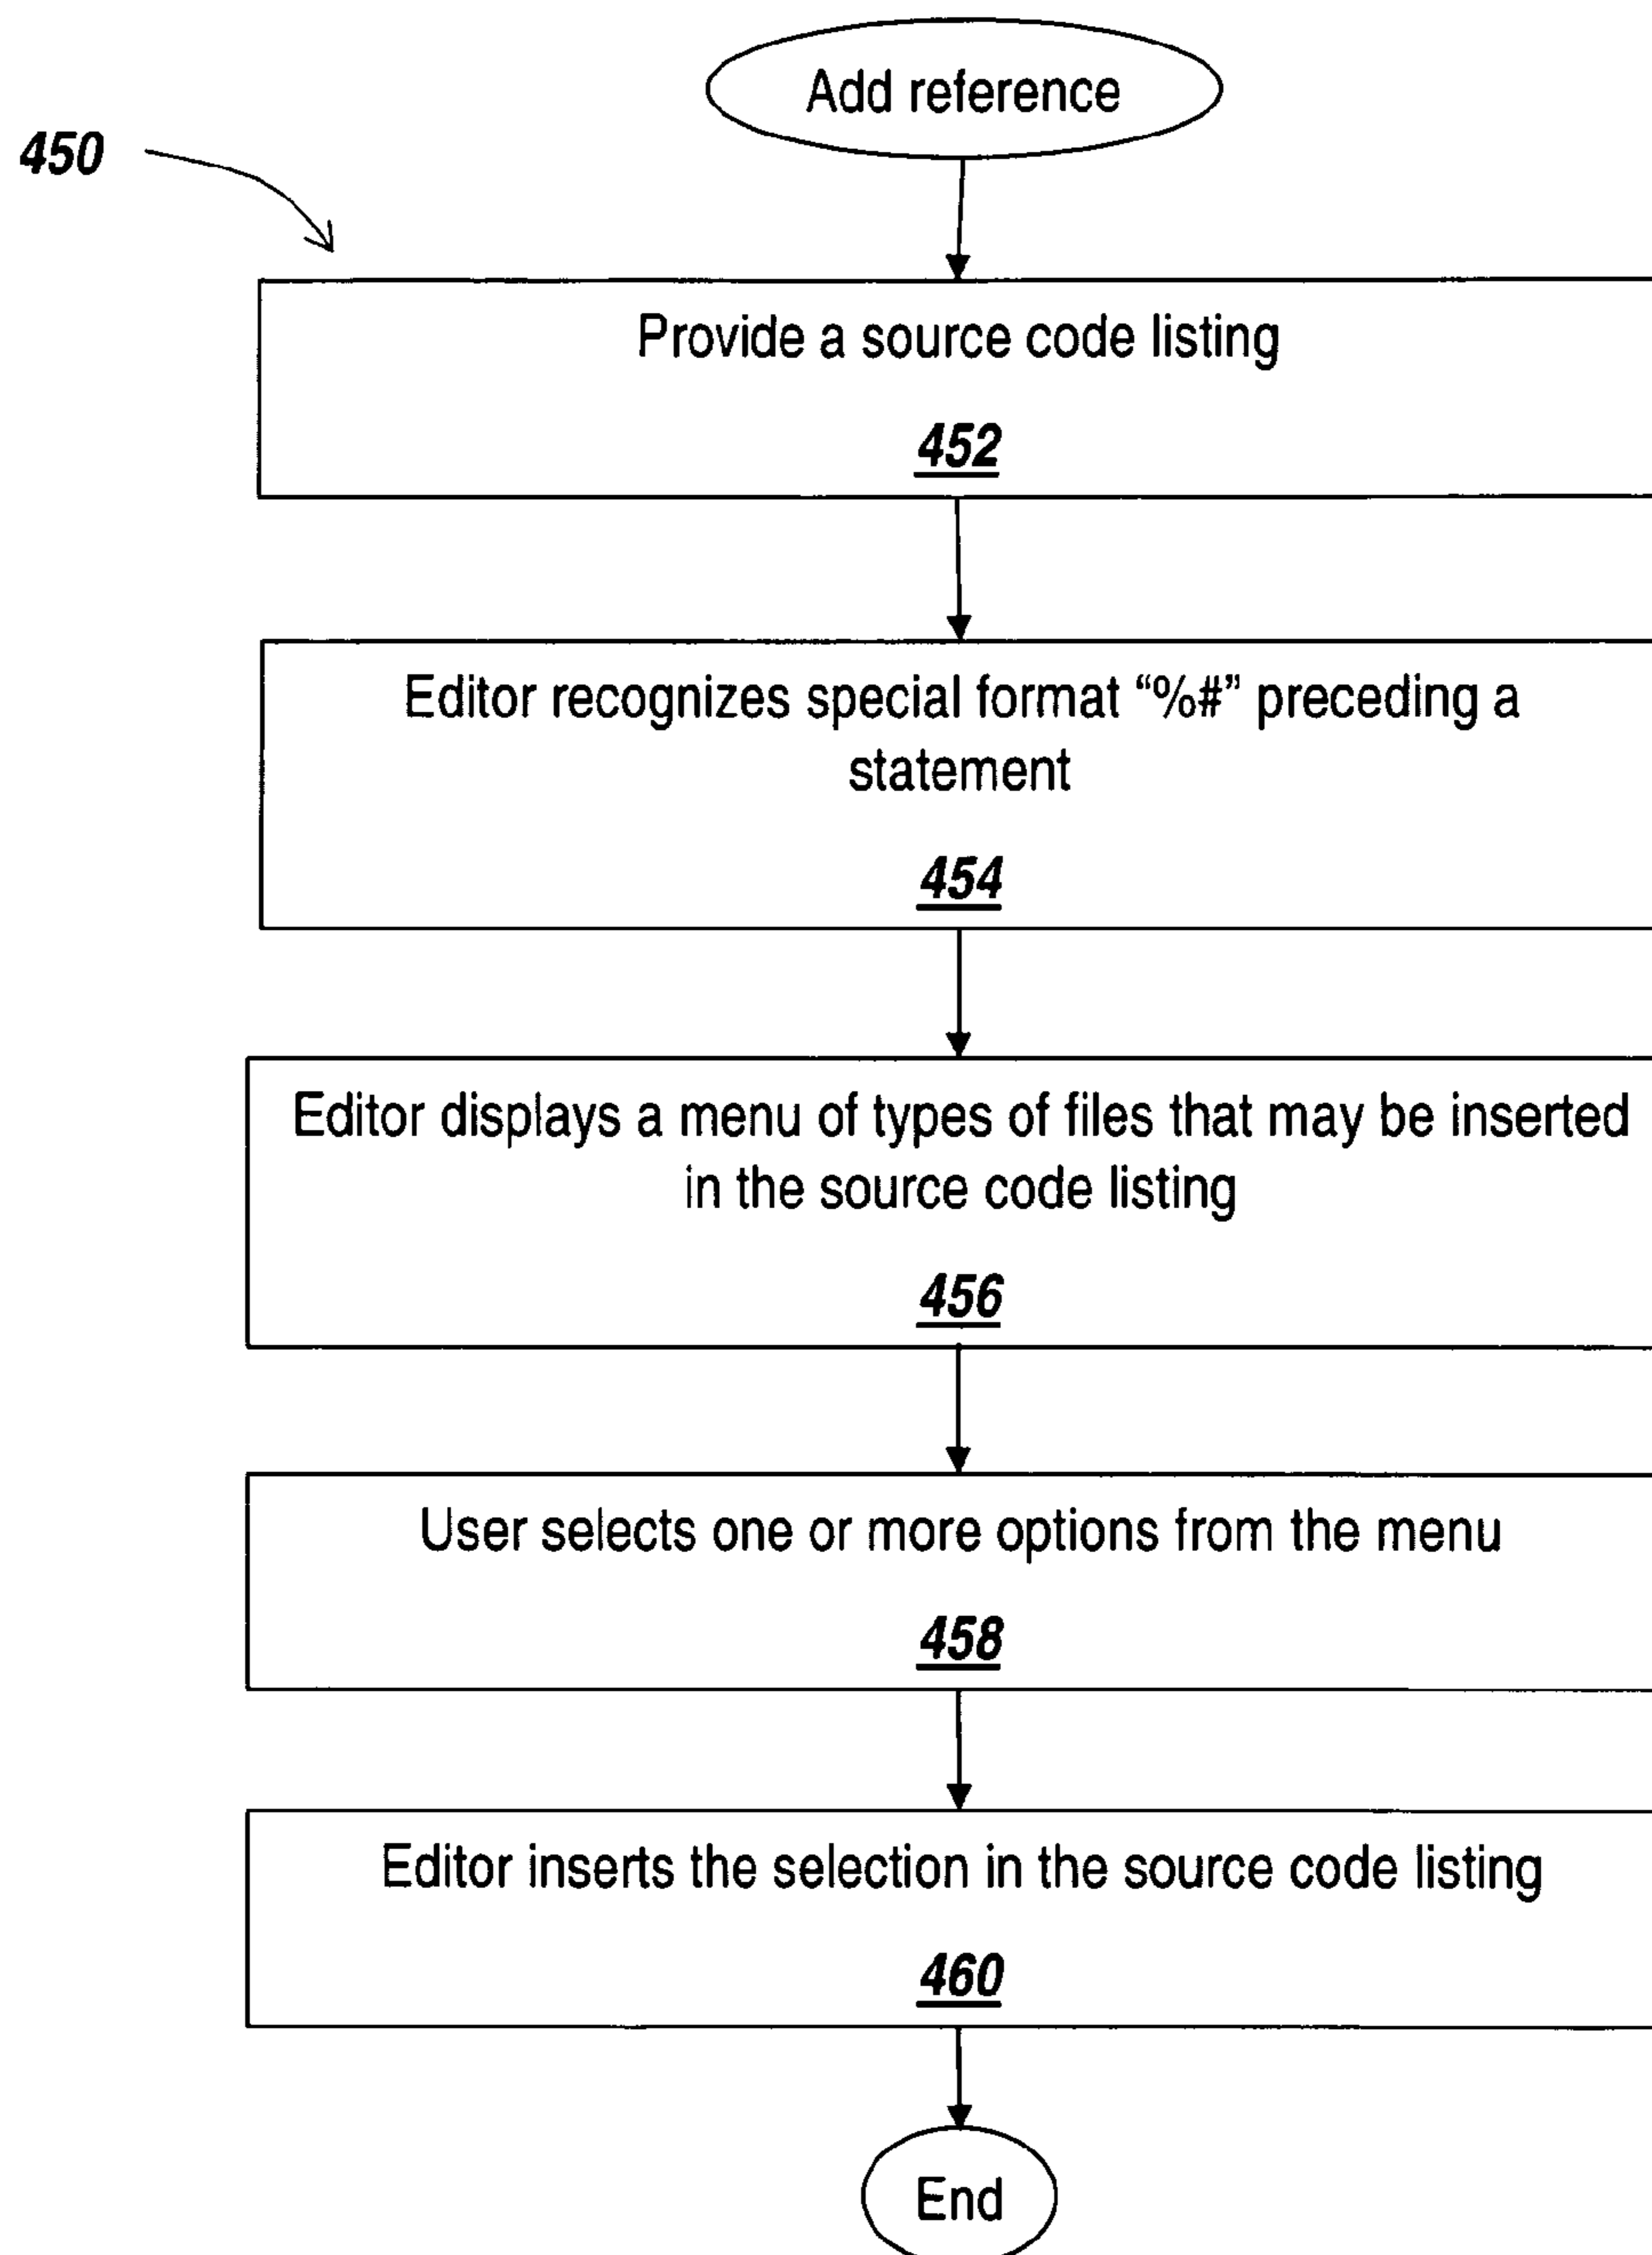 Add reference
450
Provide a source code listing
452
Editor recognizes special format “%#” preceding a
statement
454
Editor displays a menu of types of files that may be inserted
in the source code listing
456
User selects one or more options from the menu
458
Editor inserts the selection in the source code listing
460
End